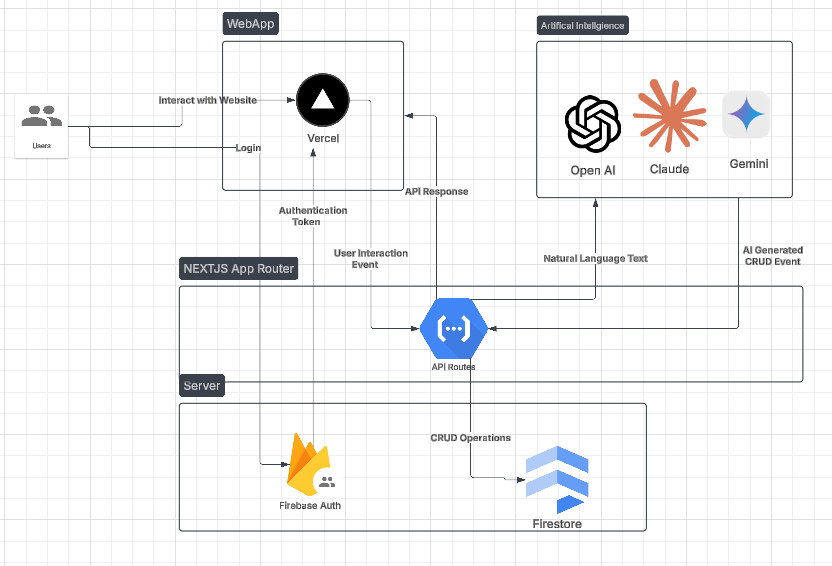 WebApp
Artifical Inteligience
Interact with Website
Users
Vercel
Login
Open AI
Claude
Gemini
API Response
Authentication
Token
User Interaction
Event
Natural Language Text
AI Generated
CRUD Event
NEXTJS App Router
API Routes
Server
CRUD Operations
Firebase Auth
Firestore